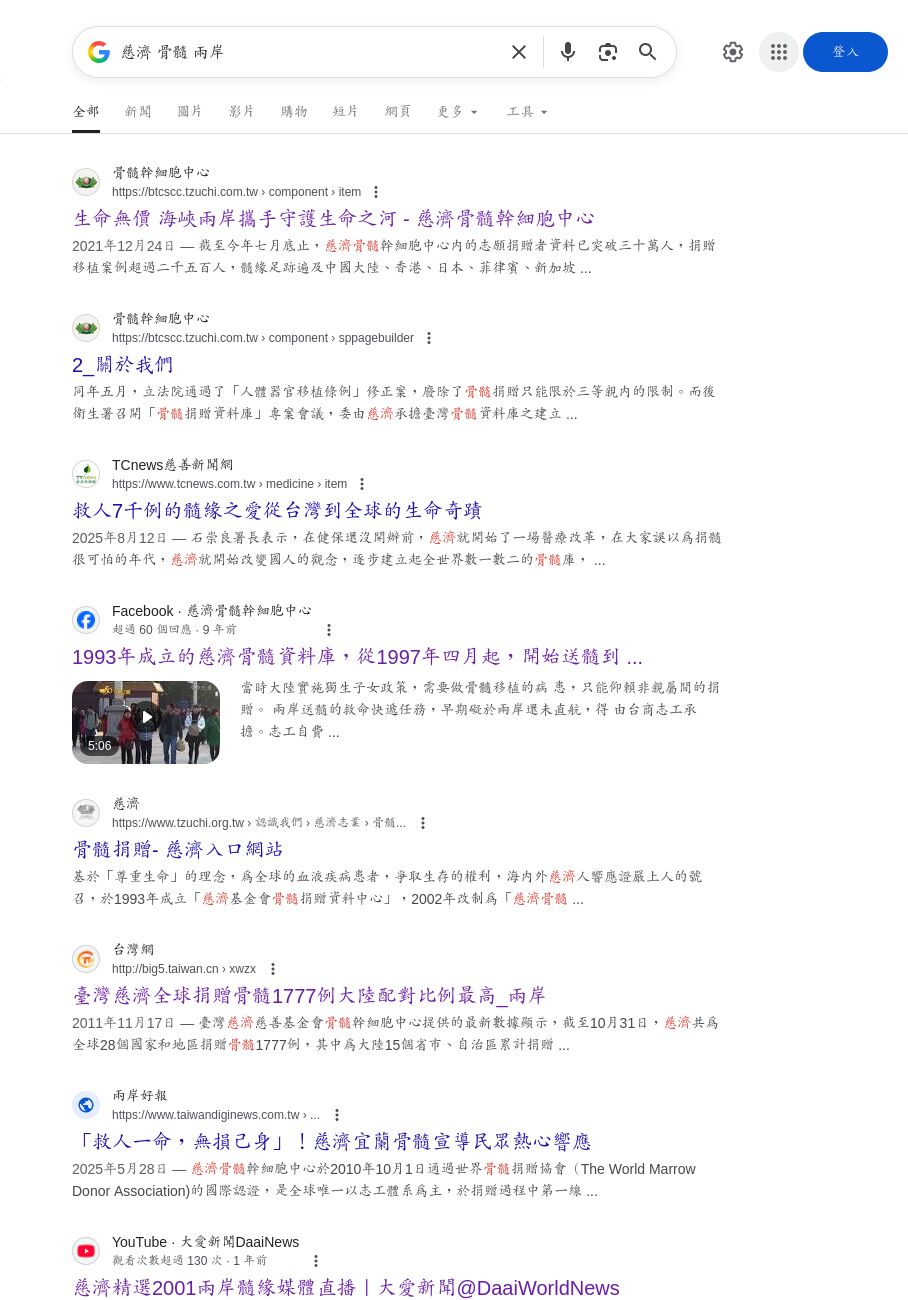 慈濟 骨髓 兩岸
登入
全部 新聞 圖片 影片 購物 短片 網頁 更多 工具
骨髓幹細胞中心
https://btcscc.tzuchi.com.tw › component › item
生命無價 海峽兩岸攜手守護生命之河 - 慈濟骨髓幹細胞中心
2021年12月24日 — 截至今年七月底止，慈濟骨髓幹細胞中心內的志願捐贈者資料已突破三十萬人，捐贈
移植案例超過二千五百人，髓緣足跡遍及中國大陸、香港、日本、菲律賓、新加坡 ...
骨髓幹細胞中心
https://btcscc.tzuchi.com.tw › component › sppagebuilder
2_關於我們
同年五月，立法院通過了「人體器官移植條例」修正案，廢除了骨髓捐贈只能限於三等親內的限制。而後
衛生署召開「骨髓捐贈資料庫」專案會議，委由慈濟承擔臺灣骨髓資料庫之建立 ...
TCnews慈善新聞網
https://www.tcnews.com.tw › medicine › item
救人7千例的髓緣之愛從台灣到全球的生命奇蹟
2025年8月12日 — 石崇良署長表示，在健保還沒開辦前，慈濟就開始了一場醫療改革，在大家誤以為捐髓
很可怕的年代，慈濟就開始改變國人的觀念，逐步建立起全世界數一數二的骨髓庫， ...
Facebook · 慈濟骨髓幹細胞中心
超過 60 個回應 · 9 年前
1993年成立的慈濟骨髓資料庫，從1997年四月起，開始送髓到 ...
當時大陸實施獨生子女政策，需要做骨髓移植的病 患，只能仰賴非親屬間的捐
贈。 兩岸送髓的救命快遞任務，早期礙於兩岸還未直航，得 由台商志工承
擔。志工自費 ...
5:06
慈濟
https://www.tzuchi.org.tw › 認識我們 › 慈濟志業 › 骨髓...
骨髓捐贈- 慈濟入口網站
基於「尊重生命」的理念，為全球的血液疾病患者，爭取生存的權利，海內外慈濟人響應證嚴上人的號
召，於1993年成立「慈濟基金會骨髓捐贈資料中心」，2002年改制為「慈濟骨髓 ...
台灣網
http://big5.taiwan.cn › xwzx
臺灣慈濟全球捐贈骨髓1777例大陸配對比例最高_兩岸
2011年11月17日 — 臺灣慈濟慈善基金會骨髓幹細胞中心提供的最新數據顯示，截至10月31日，慈濟共為
全球28個國家和地區捐贈骨髓1777例，其中為大陸15個省市、自治區累計捐贈 ...
兩岸好報
https://www.taiwandiginews.com.tw › ...
「救人一命，無損己身」！慈濟宜蘭骨髓宣導民眾熱心響應
2025年5月28日 — 慈濟骨髓幹細胞中心於2010年10月1日通過世界骨髓捐贈協會（The World Marrow
Donor Association)的國際認證，是全球唯一以志工體系為主，於捐贈過程中第一線 ...
YouTube · 大愛新聞DaaiNews
觀看次數超過 130 次 · 1 年前
慈濟精選2001兩岸髓緣媒體直播｜大愛新聞@DaaiWorldNews